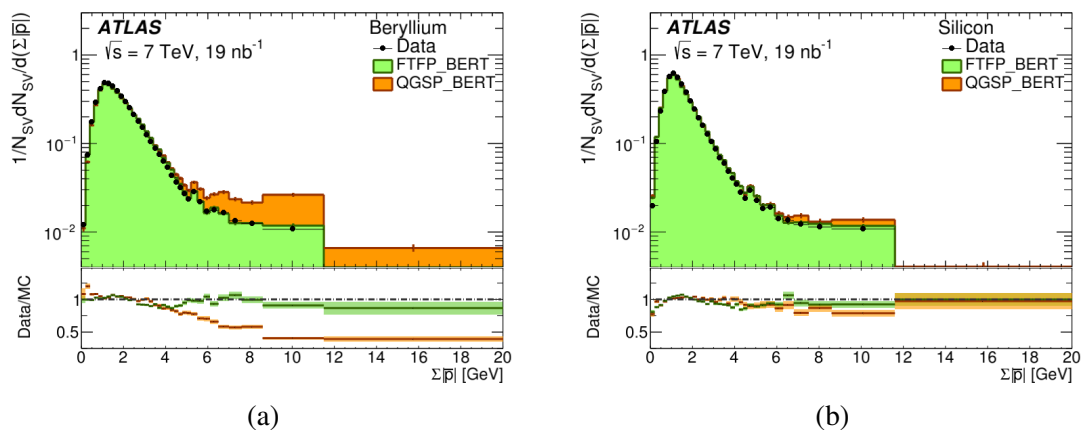 ATLAS
√s = 7 TeV, 19 nb⁻¹
Beryllium
Data
FTFP_BERT
QGSP_BERT
1/N_SV dN_SV/d(Σ|p̅|)
1
10⁻¹
10⁻²
Data/MC
1
0.5
0 2 4 6 8 10 12 14 16 18 20
Σ|p̅| [GeV]
(a)
ATLAS
√s = 7 TeV, 19 nb⁻¹
Silicon
Data
FTFP_BERT
QGSP_BERT
1/N_SV dN_SV/d(Σ|p̅|)
1
10⁻¹
10⁻²
Data/MC
1
0.5
0 2 4 6 8 10 12 14 16 18 20
Σ|p̅| [GeV]
(b)